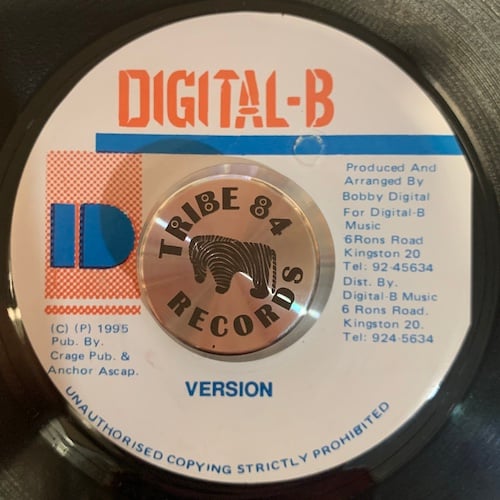 DIGITAL-B
Produced And
Arranged By
Bobby Digital
For Digital-B
Music
6Rons Road
Kingston 20
Tel: 92-45634
Dist. By.
Digital-B Music
6 Rons Road.
Kingston 20.
Tel: 924-5634
D
TRIBE 84
RECORDS
(C) (P) 1995
Pub. By.
Crage Pub. &
Anchor Ascap.
VERSION
UNAUTHORISED COPYING STRICTLY PROHIBITED